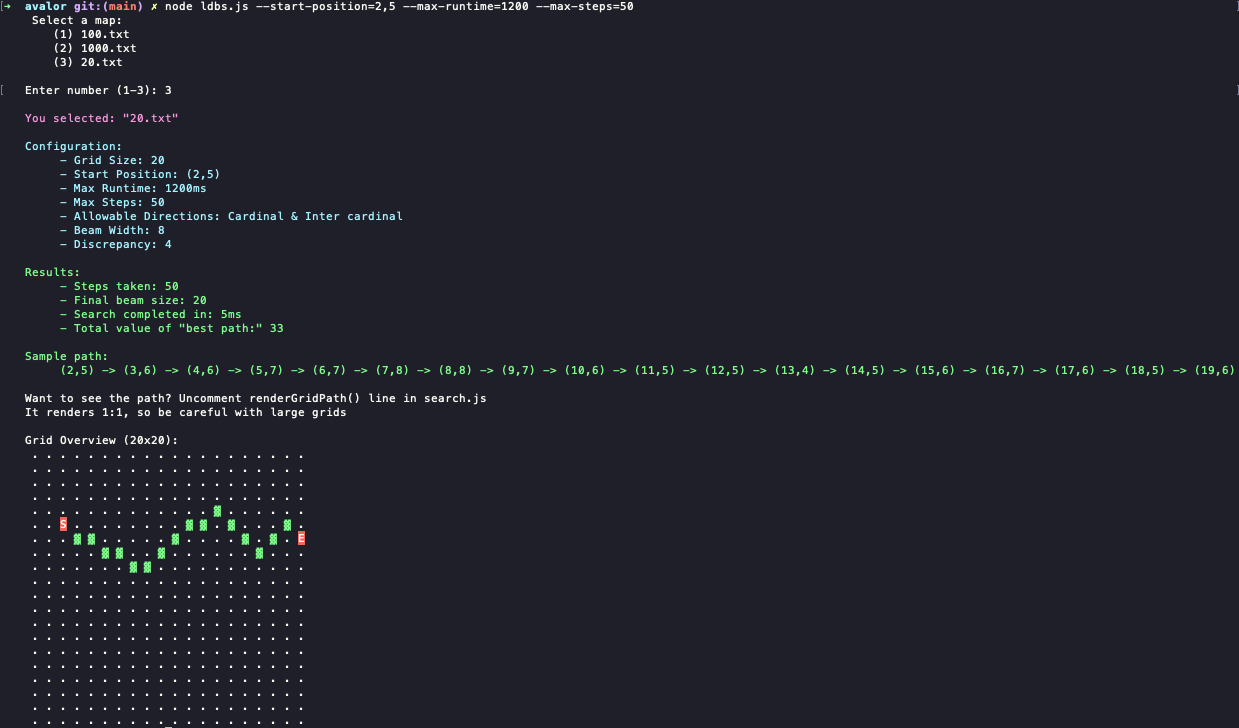 ➜ avalor git:(main) ✗ node ldbs.js --start-position=2,5 --max-runtime=1200 --max-steps=50
Select a map:
(1) 100.txt
(2) 1000.txt
(3) 20.txt
Enter number (1-3): 3
You selected: "20.txt"
Configuration:
- Grid Size: 20
- Start Position: (2,5)
- Max Runtime: 1200ms
- Max Steps: 50
- Allowable Directions: Cardinal & Inter cardinal
- Beam Width: 8
- Discrepancy: 4
Results:
- Steps taken: 50
- Final beam size: 20
- Search completed in: 5ms
- Total value of "best path:" 33
Sample path:
(2,5) -> (3,6) -> (4,6) -> (5,7) -> (6,7) -> (7,8) -> (8,8) -> (9,7) -> (10,6) -> (11,5) -> (12,5) -> (13,4) -> (14,5) -> (15,6) -> (16,7) -> (17,6) -> (18,5) -> (19,6)
Want to see the path? Uncomment renderGridPath() line in search.js
It renders 1:1, so be careful with large grids
Grid Overview (20x20):
. . . . . . . . . . . . . . . . . . . .
. . . . . . . . . . . . . . . . . . . .
. . . . . . . . . . . . . . . . . . . .
. . . . . . . . . . . . . . . . . . . .
. . . . . . . . . . . . . ▓ . . . . . .
. . S . . . . . . . . ▓ ▓ . ▓ . . . ▓ .
. . . ▓ ▓ . . . . . ▓ . . . . ▓ . ▓ . E
. . . . . ▓ ▓ . . ▓ . . . . . . ▓ . . .
. . . . . . . ▓ ▓ . . . . . . . . . . .
. . . . . . . . . . . . . . . . . . . .
. . . . . . . . . . . . . . . . . . . .
. . . . . . . . . . . . . . . . . . . .
. . . . . . . . . . . . . . . . . . . .
. . . . . . . . . . . . . . . . . . . .
. . . . . . . . . . . . . . . . . . . .
. . . . . . . . . . . . . . . . . . . .
. . . . . . . . . . . . . . . . . . . .
. . . . . . . . . . . . . . . . . . . .
. . . . . . . . . . . . . . . . . . . .
. . . . . . . . . . . . . . . . . . . .